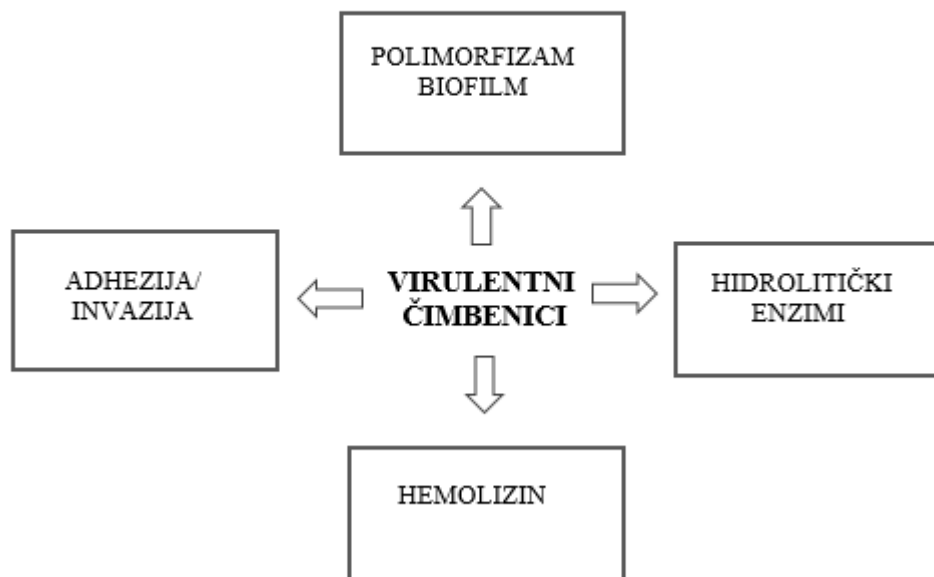 POLIMORFIZAM
BIOFILM
ADHEZIJA/
INVAZIJA
VIRULENTNI
ČIMBENICI
HIDROLITIČKI
ENZIMI
HEMOLIZIN